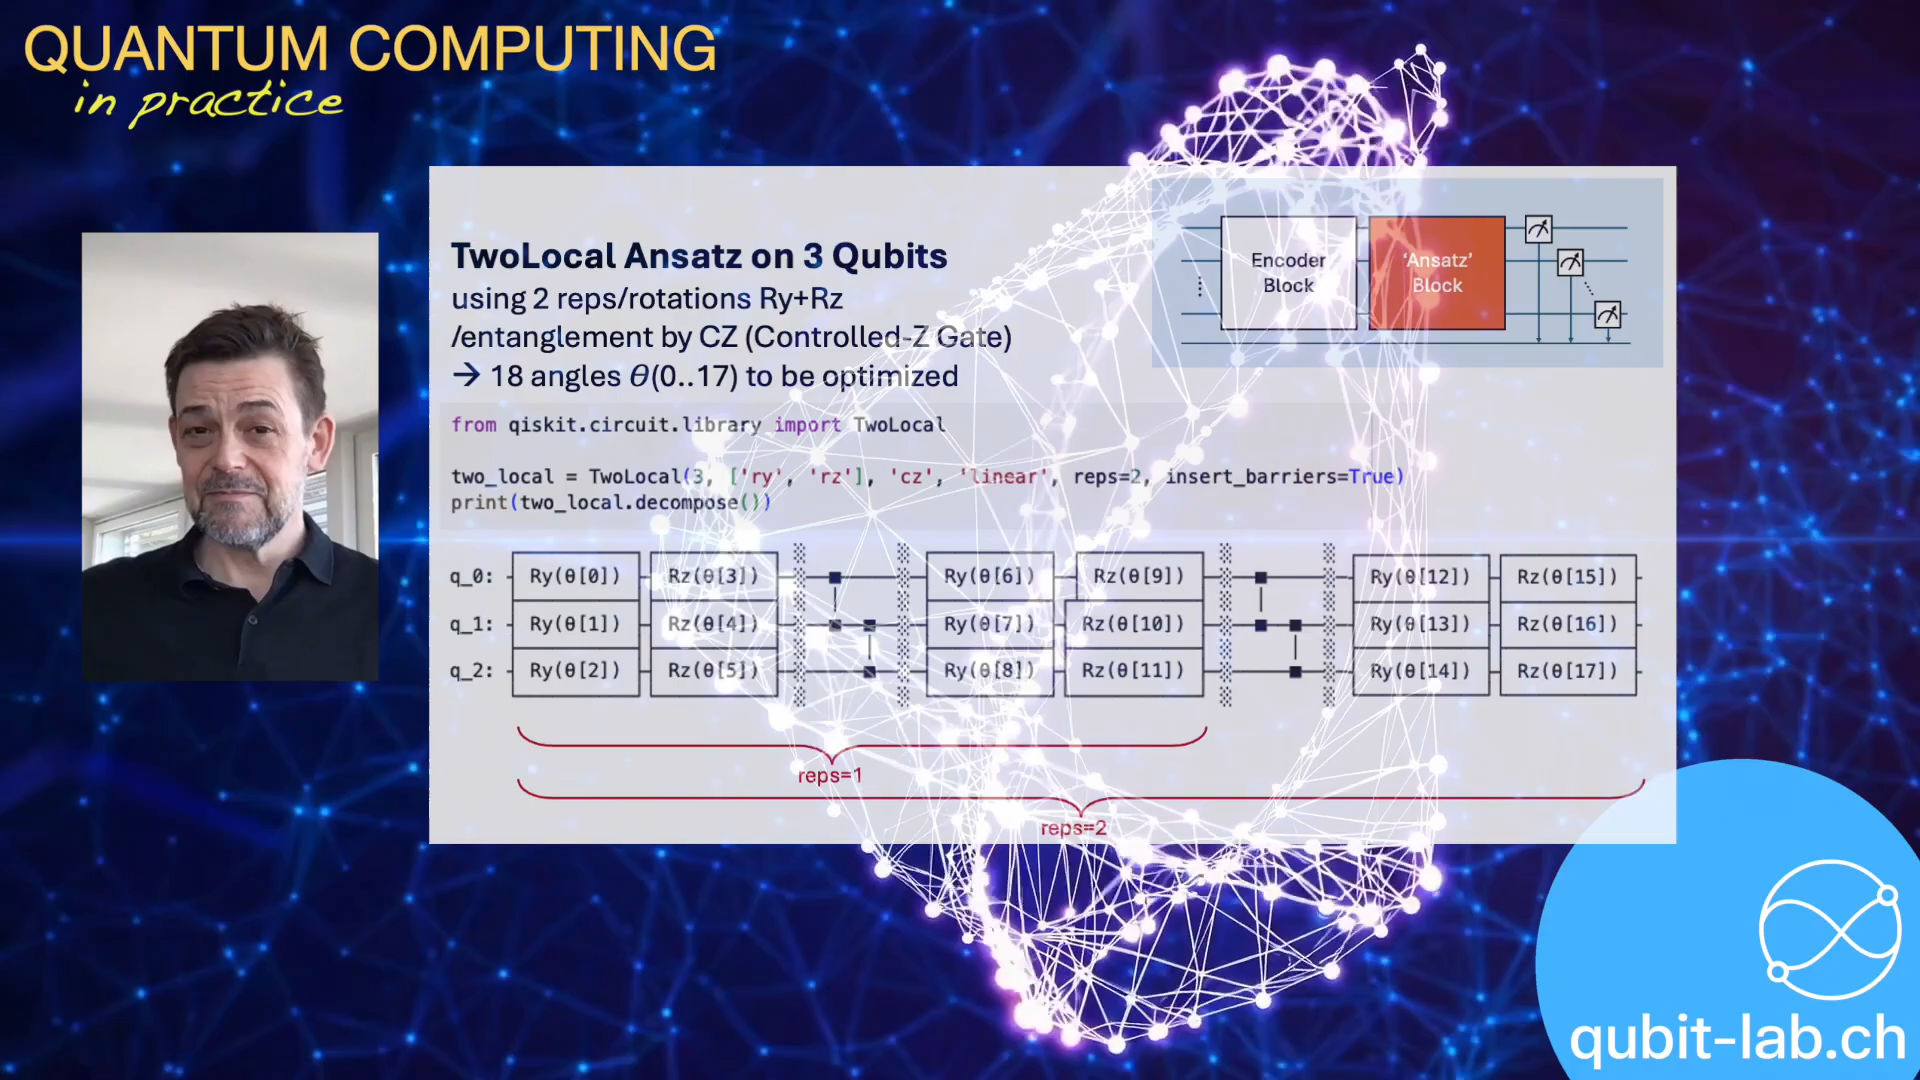 QUANTUM COMPUTING
in practice
TwoLocal Ansatz on 3 Qubits
using 2 reps/rotations Ry+Rz
/entanglement by CZ (Controlled-Z Gate)
→ 18 angles θ(0..17) to be optimized
Encoder
Block
‘Ansatz’
Block
from qiskit.circuit.library import TwoLocal
two_local = TwoLocal(3, ['ry', 'rz'], 'cz', 'linear', reps=2, insert_barriers=True)
print(two_local.decompose())
q_0: Ry(θ[0]) Rz(θ[3]) Ry(θ[6]) Rz(θ[9]) Ry(θ[12]) Rz(θ[15])
q_1: Ry(θ[1]) Rz(θ[4]) Ry(θ[7]) Rz(θ[10]) Ry(θ[13]) Rz(θ[16])
q_2: Ry(θ[2]) Rz(θ[5]) Ry(θ[8]) Rz(θ[11]) Ry(θ[14]) Rz(θ[17])
reps=1
reps=2
qubit-lab.ch